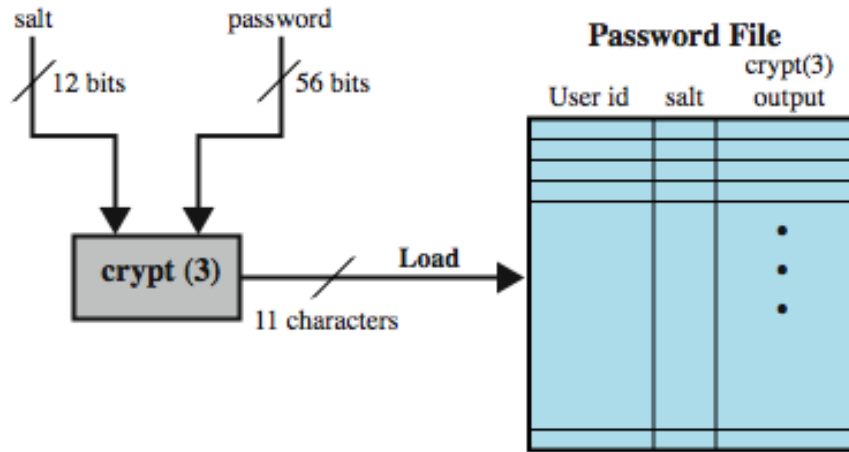 salt
password
12 bits
56 bits
crypt (3)
Load
11 characters
Password File
User id
salt
crypt(3)
output